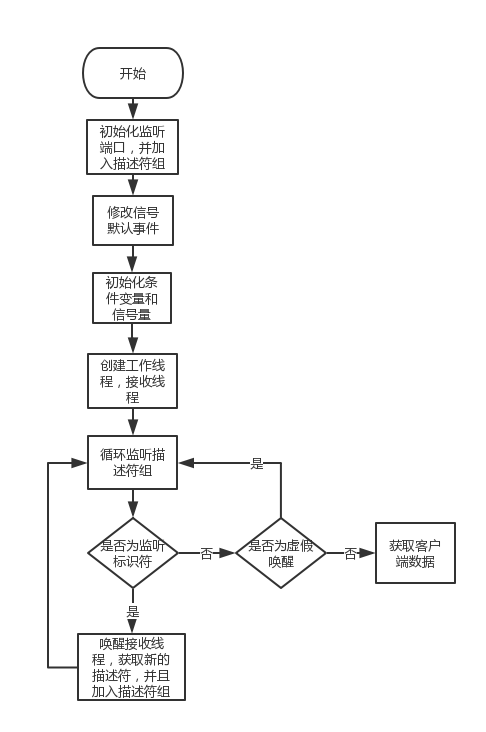 开始
初始化监听
端口，并加
入描述符组
修改信号
默认事件
初始化条
件变量和
信号量
创建工作线
程，接收线
程
循环监听描
述符组
是
是否为监听
标识符
否
是否为虚假
唤醒
否
获取客户
端数据
是
唤醒接收线
程，获取新的
描述符，并且
加入描述符组